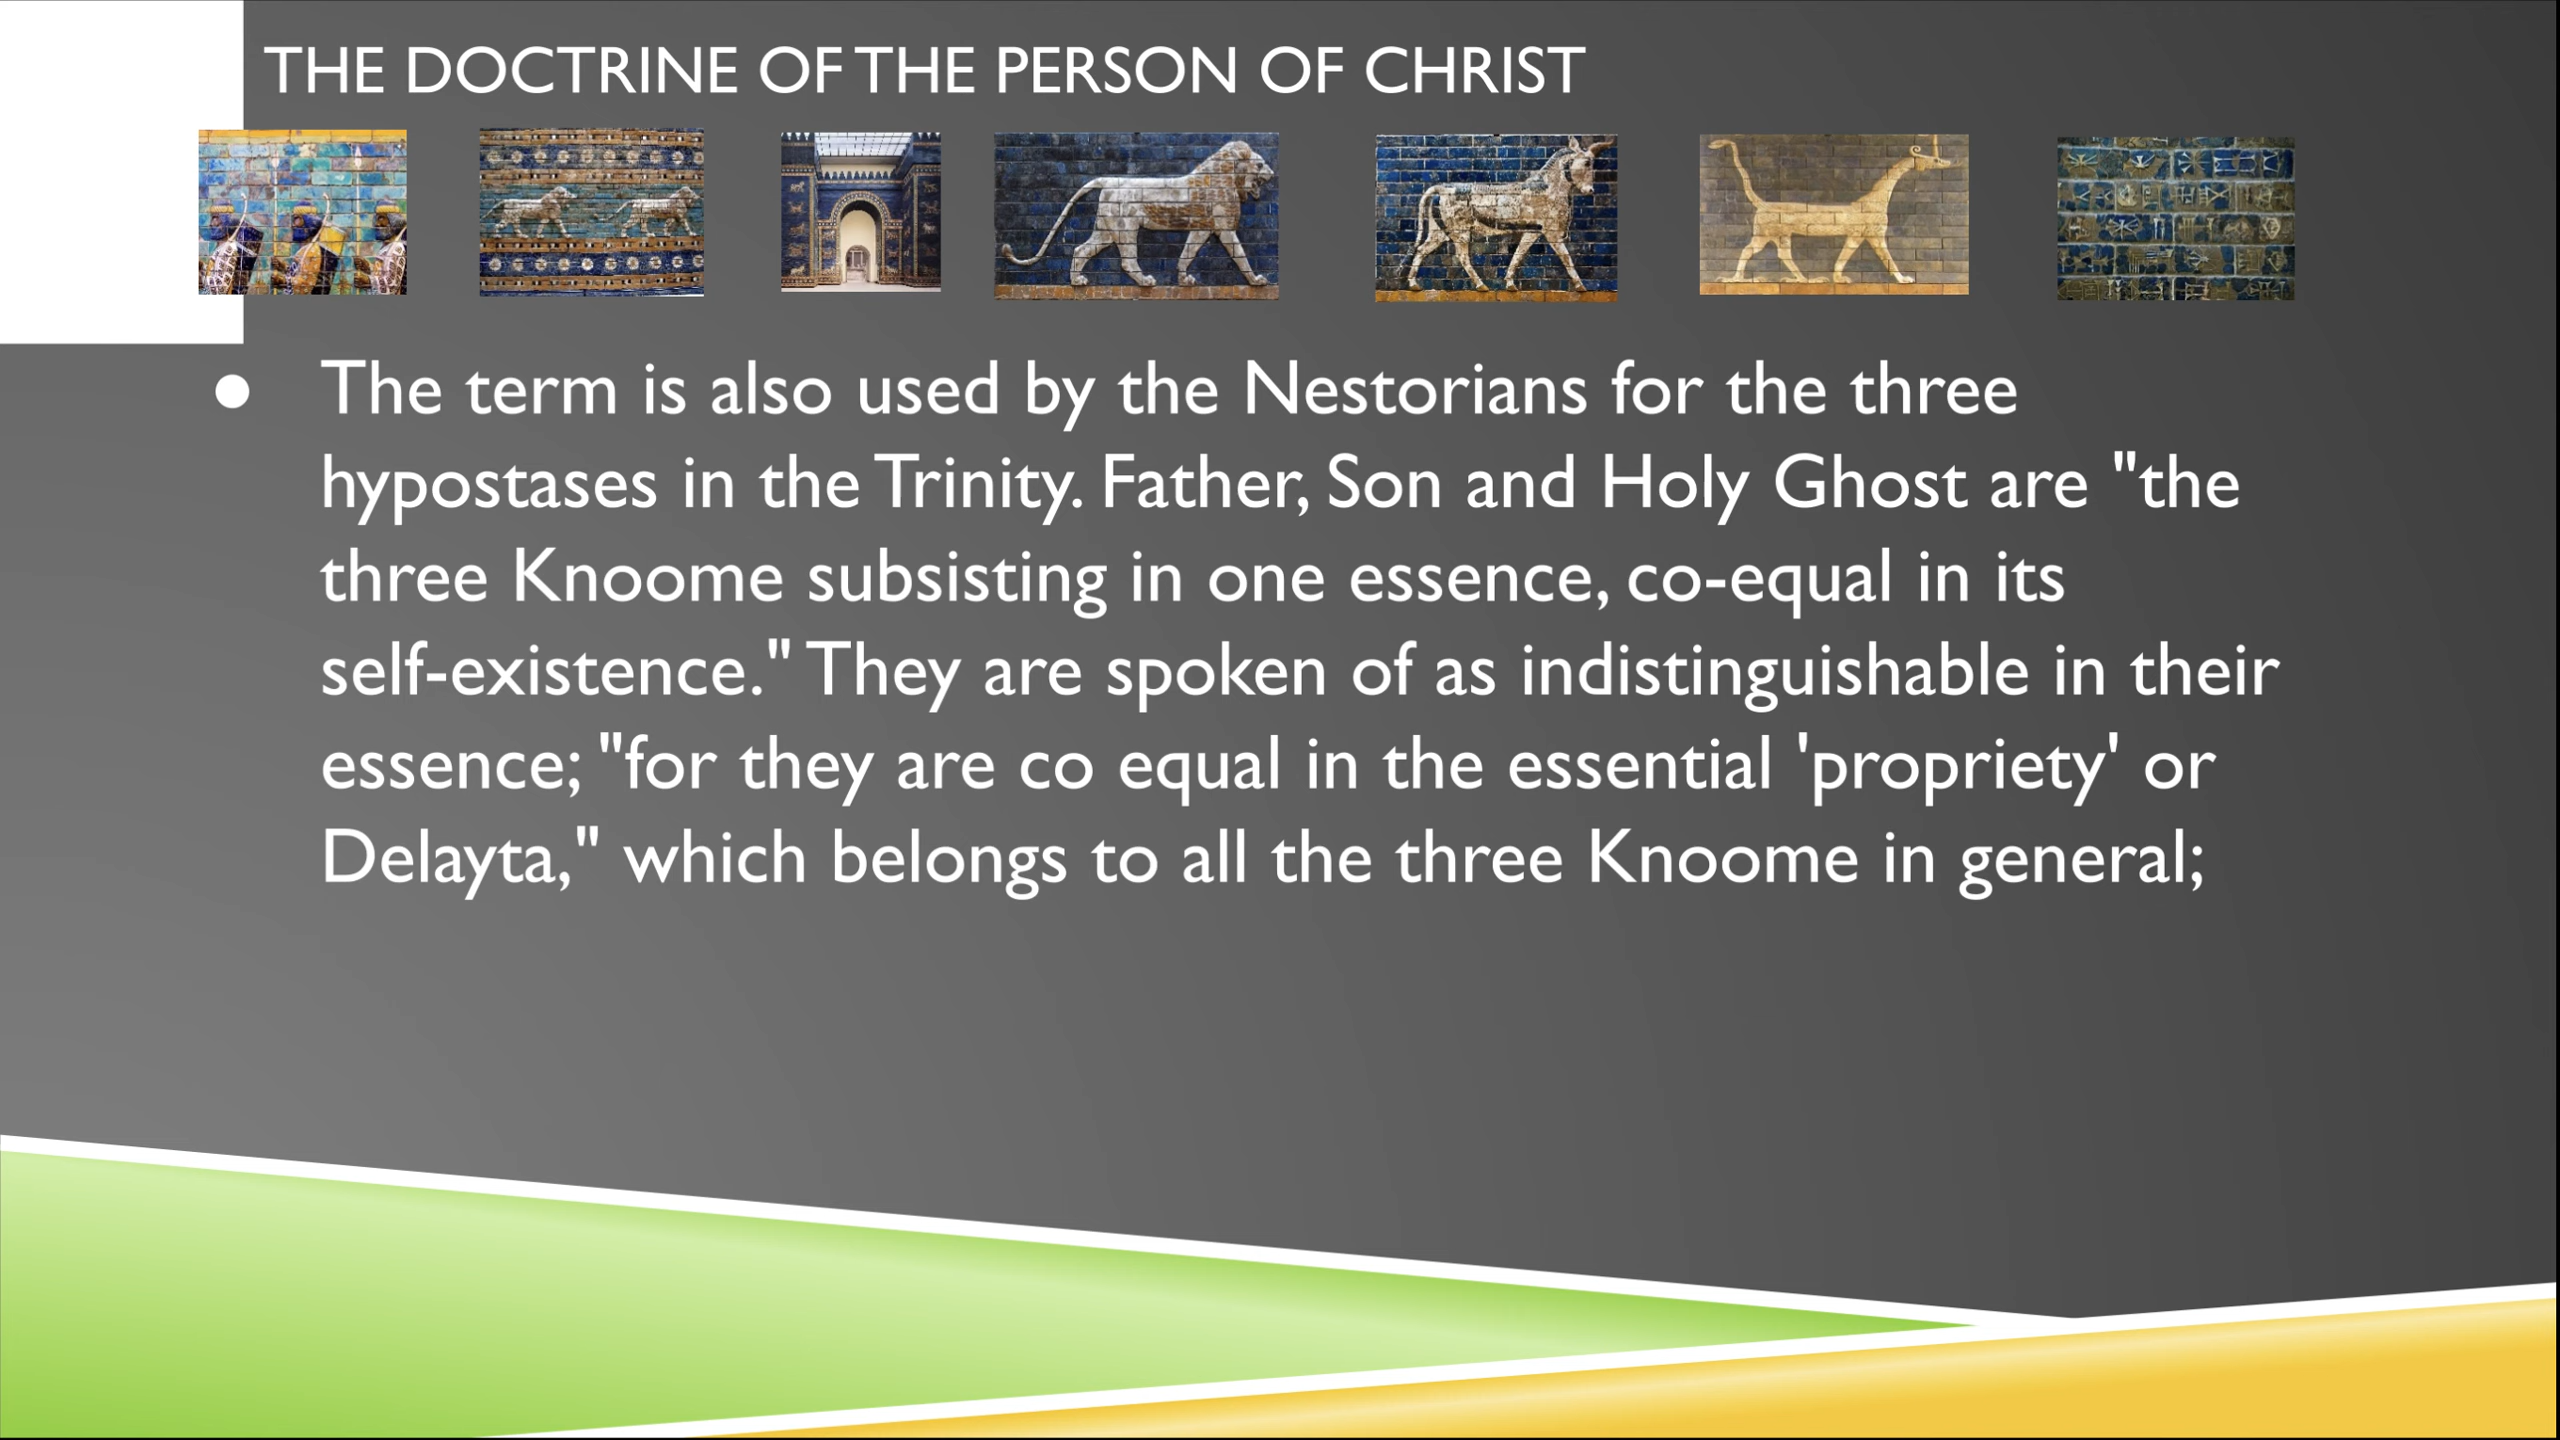 THE DOCTRINE OF THE PERSON OF CHRIST
● The term is also used by the Nestorians for the three
hypostases in the Trinity. Father, Son and Holy Ghost are "the
three Knoome subsisting in one essence, co-equal in its
self-existence." They are spoken of as indistinguishable in their
essence; "for they are co equal in the essential 'propriety' or
Delayta," which belongs to all the three Knoome in general;